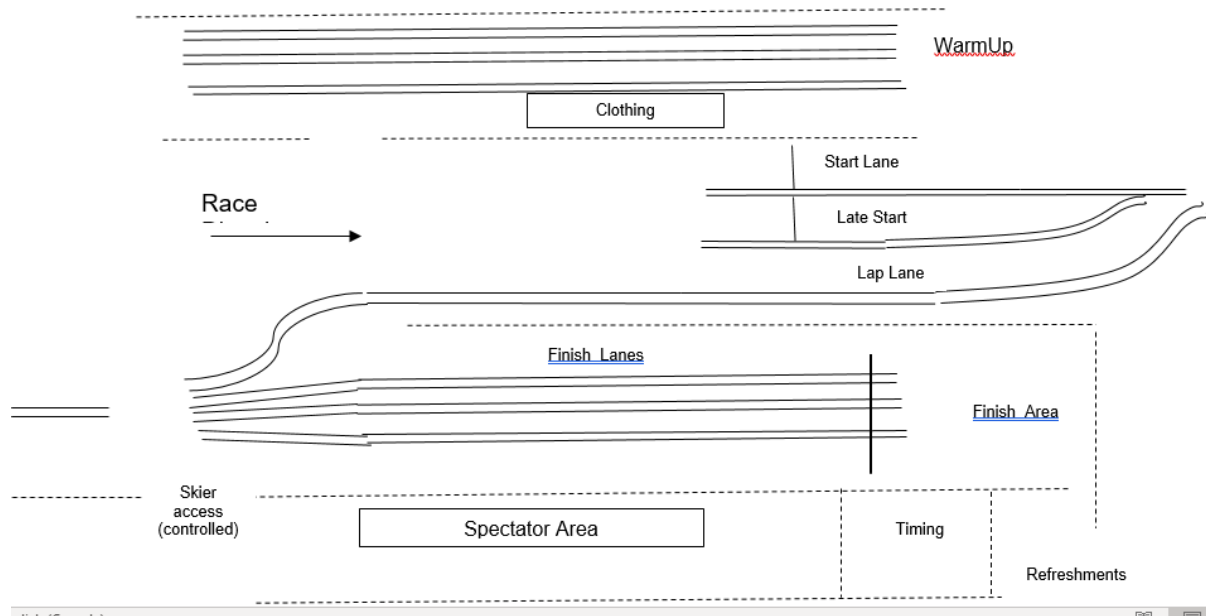 WarmUp
Clothing
Start Lane
Race
Late Start
Lap Lane
Finish Lanes
Finish Area
Skier
access
(controlled)
Spectator Area
Timing
Refreshments